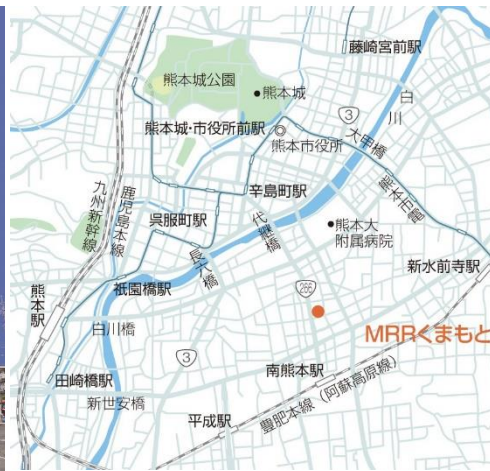 藤崎宮前駅
熊本城公園
熊本城
白川
3
熊本城・市役所前駅
熊本市役所
大甲橋
辛島町駅
熊本市電
九州新幹線
鹿児島本線
呉服町駅
代継橋
熊本大
附属病院
長六橋
新水前寺駅
祇園橋駅
266
熊本駅
白川橋
MRRくまもと
3
田崎橋駅
南熊本駅
新世安橋
平成駅
豊肥本線(阿蘇高原線)